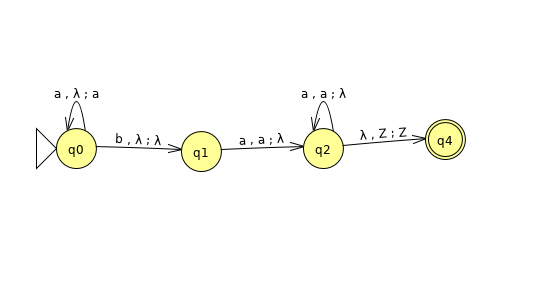 a , λ ; a
a , a ; λ
b , λ ; λ
a , a ; λ
λ , Z ; Z
q0
q1
q2
q4